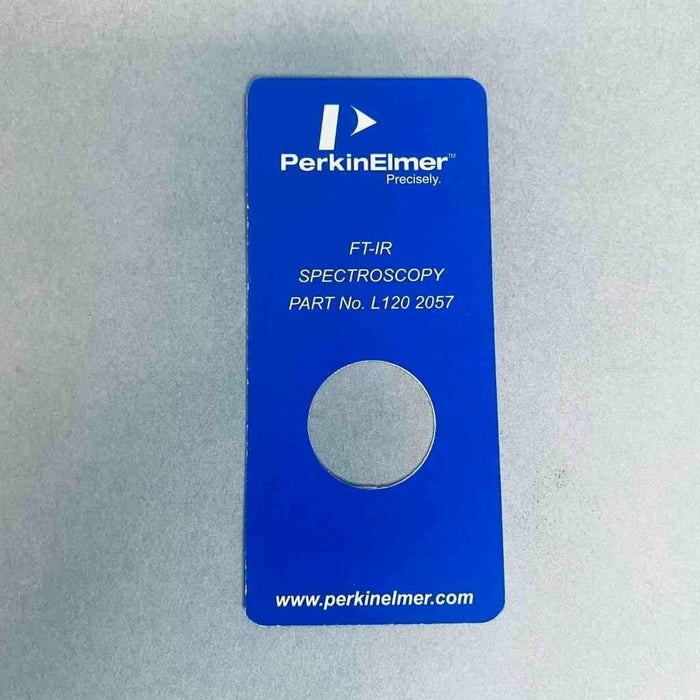 PerkinElmer™
Precisely.
FT-IR
SPECTROSCOPY
PART No. L120 2057
www.perkinelmer.com